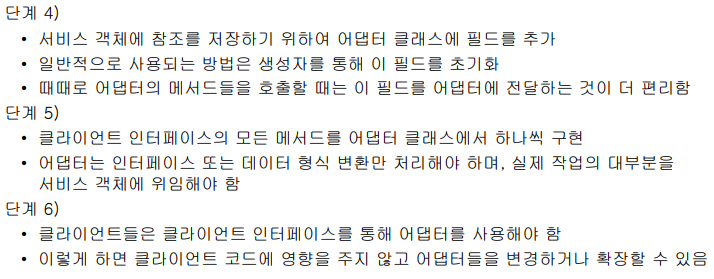 단계 4)
• 서비스 객체에 참조를 저장하기 위하여 어댑터 클래스에 필드를 추가
• 일반적으로 사용되는 방법은 생성자를 통해 이 필드를 초기화
• 때때로 어댑터의 메서드들을 호출할 때는 이 필드를 어댑터에 전달하는 것이 더 편리함
단계 5)
• 클라이언트 인터페이스의 모든 메서드를 어댑터 클래스에서 하나씩 구현
• 어댑터는 인터페이스 또는 데이터 형식 변환만 처리해야 하며, 실제 작업의 대부분을
서비스 객체에 위임해야 함
단계 6)
• 클라이언트들은 클라이언트 인터페이스를 통해 어댑터를 사용해야 함
• 이렇게 하면 클라이언트 코드에 영향을 주지 않고 어댑터들을 변경하거나 확장할 수 있음